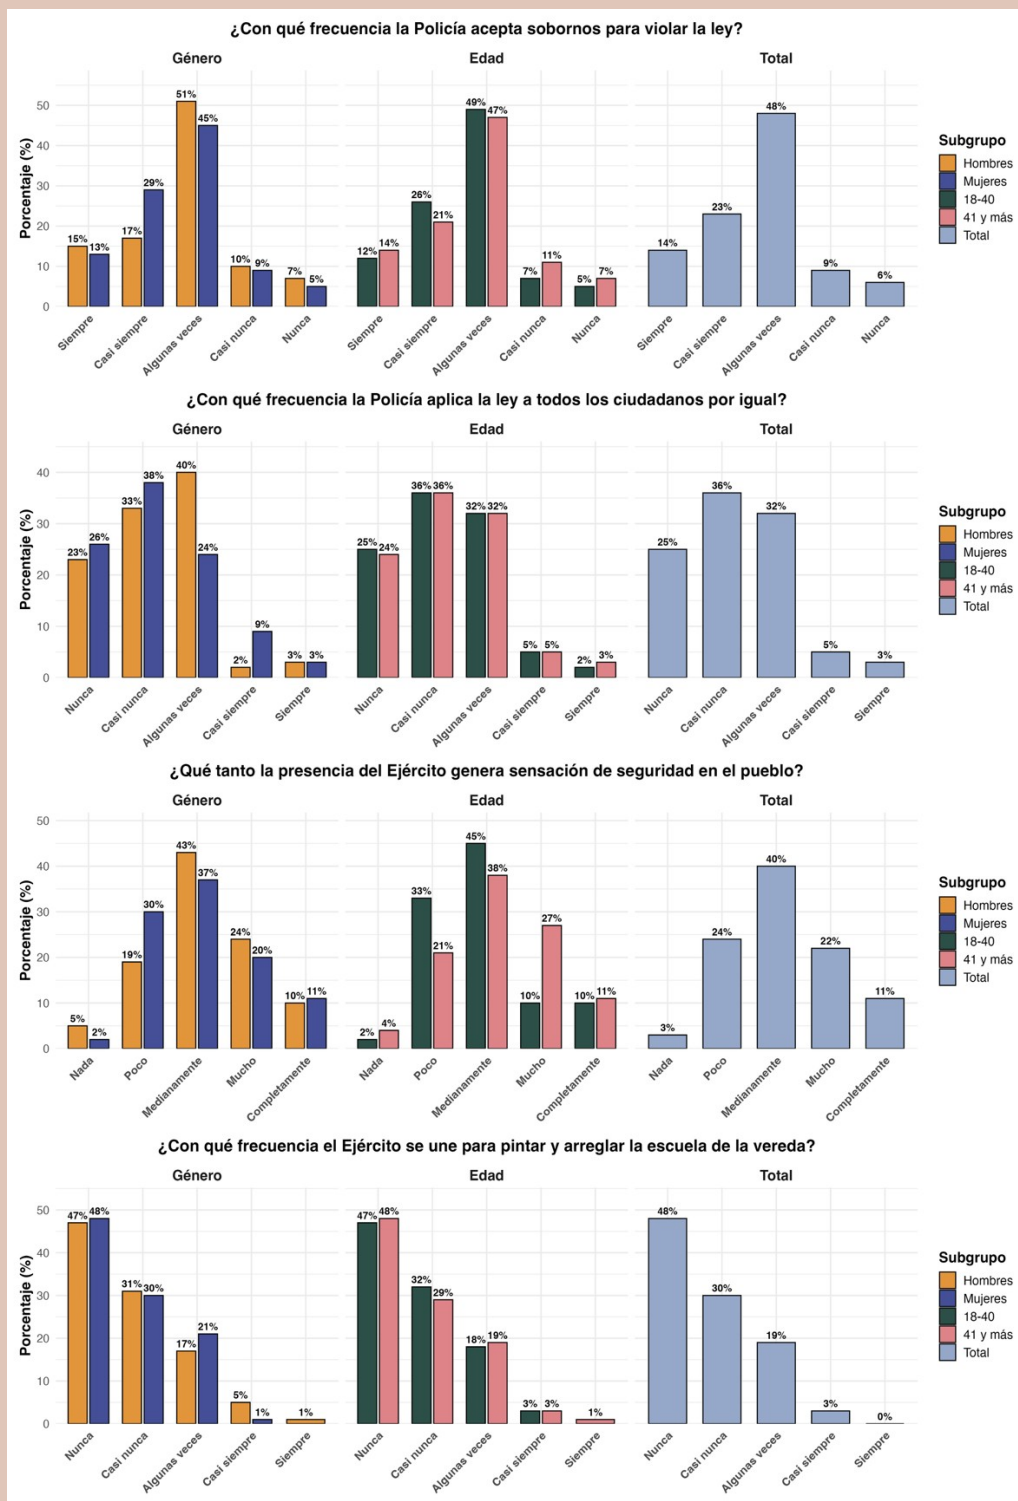 ¿Con qué frecuencia la Policía acepta sobornos para violar la ley?
Género Edad Total
Porcentaje (%)
50
40
30
20
10
0
15% 13% 17% 29% 51% 45% 10% 9% 7% 5%
12% 14% 26% 21% 49% 47% 7% 11% 5% 7%
14% 23% 48% 9% 6%
Siempre Casi siempre Algunas veces Casi nunca Nunca
Siempre Casi siempre Algunas veces Casi nunca Nunca
Siempre Casi siempre Algunas veces Casi nunca Nunca
Subgrupo
Hombres
Mujeres
18-40
41 y más
Total
¿Con qué frecuencia la Policía aplica la ley a todos los ciudadanos por igual?
Género Edad Total
Porcentaje (%)
40
30
20
10
0
23% 26% 33% 38% 40% 24% 2% 9% 3% 3%
25% 24% 36% 36% 32% 32% 5% 5% 2% 3%
25% 36% 32% 5% 3%
Nunca Casi nunca Algunas veces Casi siempre Siempre
Nunca Casi nunca Algunas veces Casi siempre Siempre
Nunca Casi nunca Algunas veces Casi siempre Siempre
Subgrupo
Hombres
Mujeres
18-40
41 y más
Total
¿Qué tanto la presencia del Ejército genera sensación de seguridad en el pueblo?
Género Edad Total
Porcentaje (%)
50
40
30
20
10
0
5% 2% 19% 30% 43% 37% 24% 20% 10% 11%
2% 4% 33% 21% 45% 38% 10% 27% 10% 11%
3% 24% 40% 22% 11%
Nada Poco Medianamente Mucho Completamente
Nada Poco Medianamente Mucho Completamente
Nada Poco Medianamente Mucho Completamente
Subgrupo
Hombres
Mujeres
18-40
41 y más
Total
¿Con qué frecuencia el Ejército se une para pintar y arreglar la escuela de la vereda?
Género Edad Total
Porcentaje (%)
50
40
30
20
10
0
47% 48% 31% 30% 17% 21% 5% 1% 1%
47% 48% 32% 29% 18% 19% 3% 3% 1%
48% 30% 19% 3% 0%
Nunca Casi nunca Algunas veces Casi siempre Siempre
Nunca Casi nunca Algunas veces Casi siempre Siempre
Nunca Casi nunca Algunas veces Casi siempre Siempre
Subgrupo
Hombres
Mujeres
18-40
41 y más
Total